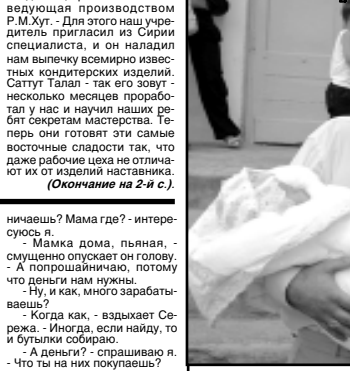 ведующая производством
Р.М.Хут. - Для этого наш учре-
дитель пригласил из Сирии
специалиста, и он наладил
нам выпечку всемирно извес-
тных кондитерских изделий.
Саттут Талал - так его зовут -
несколько месяцев прорабо-
тал у нас и научил наших ре-
бят секретам мастерства. Те-
перь они готовят эти самые
восточные сладости так, что
даже рабочие цеха не отлича-
ют их от изделий наставника.
(Окончание на 2-й с.).
ничаешь? Мама где? - интере-
суюсь я.
- Мамка дома, пьяная, -
смущенно опускает он голову.
- А попрошайничаю, потому
что деньги нам нужны.
- Ну, и как, много зарабаты-
ваешь?
- Когда как, - вздыхает Се-
режа. - Иногда, если найду, то
и бутылки собираю.
- А деньги? - спрашиваю я.
- Что ты на них покупаешь?